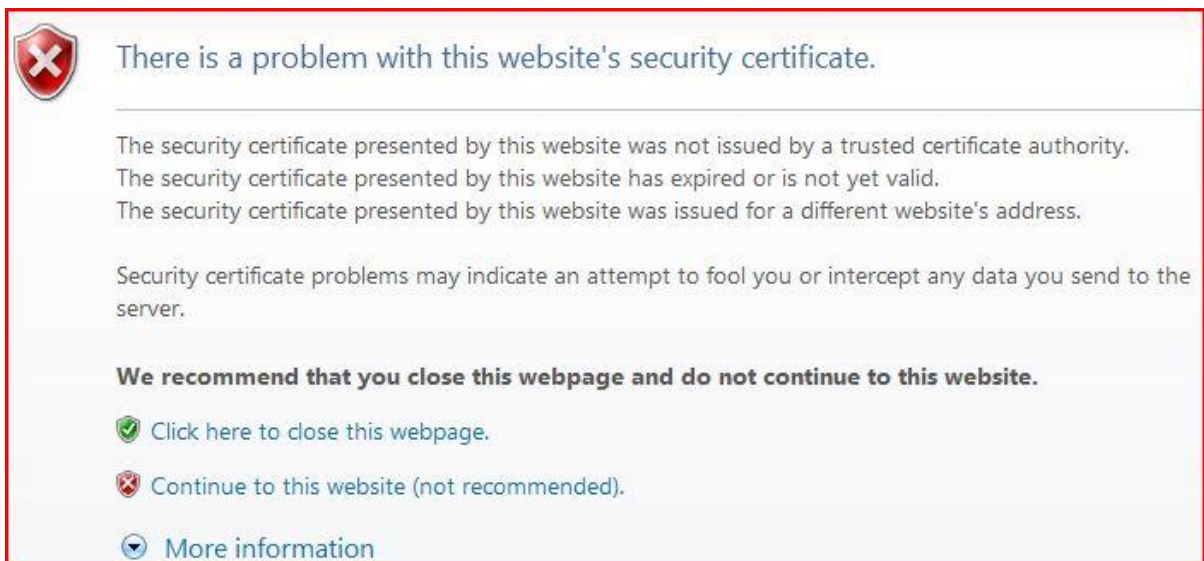 There is a problem with this website's security certificate.
The security certificate presented by this website was not issued by a trusted certificate authority.
The security certificate presented by this website has expired or is not yet valid.
The security certificate presented by this website was issued for a different website's address.
Security certificate problems may indicate an attempt to fool you or intercept any data you send to the
server.
We recommend that you close this webpage and do not continue to this website.
Click here to close this webpage.
Continue to this website (not recommended).
More information